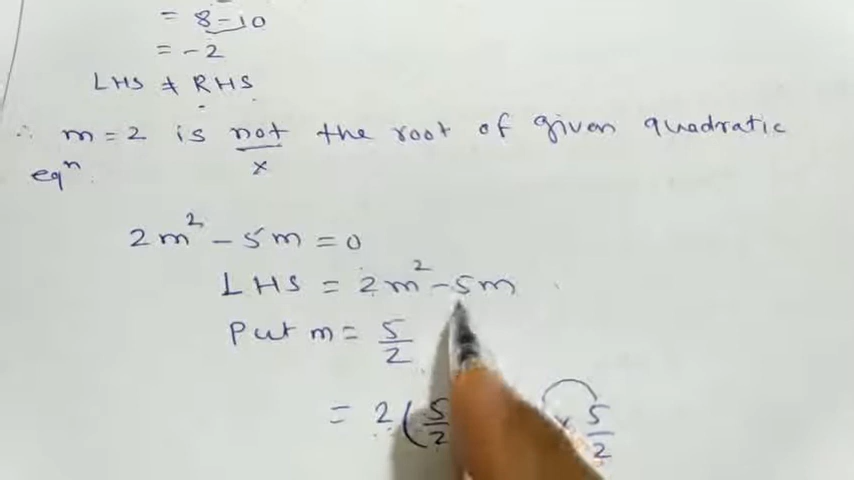 = 8-10
= -2
LHS ≠ RHS
∴ m = 2 is not the root of given quadratic
x
eqⁿ.
2m² - 5m = 0
LHS = 2m² - 5m
Put m = 5/2
= 2(5/2 x 5/2